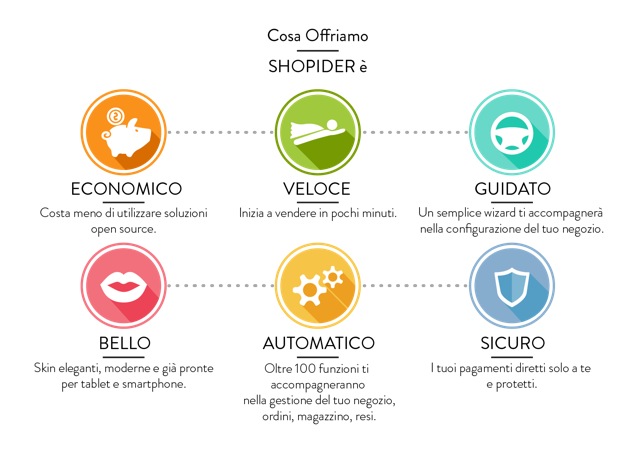 Cosa Offriamo
SHOPIDER è
ECONOMICO
Costa meno di utilizzare soluzioni
open source.
VELOCE
Inizia a vendere in pochi minuti.
GUIDATO
Un semplice wizard ti accompagnerà
nella configurazione del tuo negozio.
BELLO
Skin eleganti, moderne e già pronte
per tablet e smartphone.
AUTOMATICO
Oltre 100 funzioni ti
accompagneranno
nella gestione del tuo negozio,
ordini, magazzino, resi.
SICURO
I tuoi pagamenti diretti solo a te
e protetti.